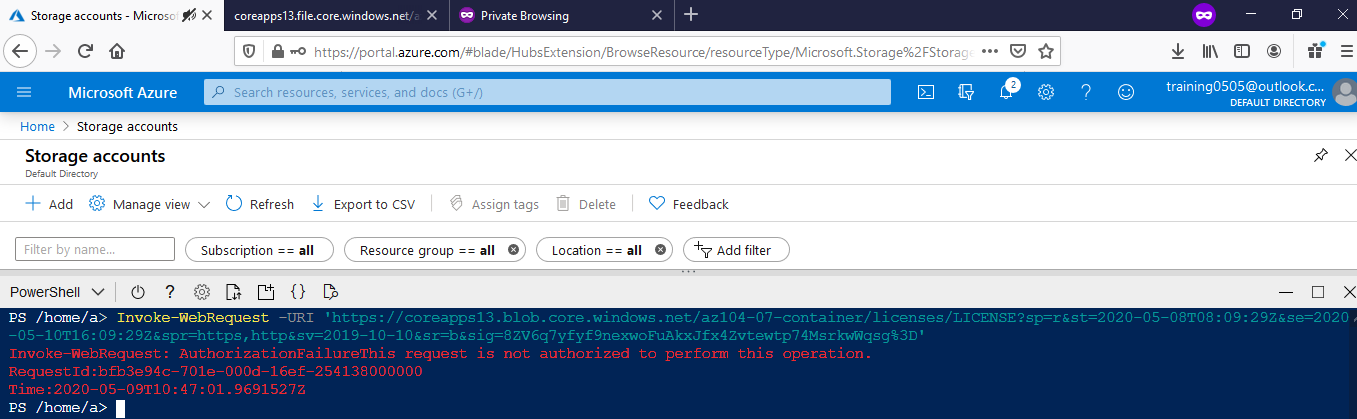 Storage accounts - Microsof
coreapps13.file.core.windows.net/a
Private Browsing
https://portal.azure.com/#blade/HubsExtension/BrowseResource/resourceType/Microsoft.Storage%2FStorage
Microsoft Azure
Search resources, services, and docs (G+/)
2
training0505@outlook.c...
DEFAULT DIRECTORY
Home > Storage accounts
Storage accounts
Default Directory
Add
Manage view
Refresh
Export to CSV
Assign tags
Delete
Feedback
Filter by name...
Subscription == all
Resource group == all
Location == all
Add filter
PowerShell
PS /home/a> Invoke-WebRequest -URI 'https://coreapps13.blob.core.windows.net/az104-07-container/licenses/LICENSE?sp=r&st=2020-05-08T08:09:29Z&se=2020
-05-10T16:09:29Z&spr=https,http&sv=2019-10-10&sr=b&sig=8ZV6q7yfyf9nexwoFuAkxJfx4Zvtewtp74MsrkwWqsg%3D'
Invoke-WebRequest: AuthorizationFailureThis request is not authorized to perform this operation.
RequestId:bfb3e94c-701e-000d-16ef-254138000000
Time:2020-05-09T10:47:01.9691527Z
PS /home/a>